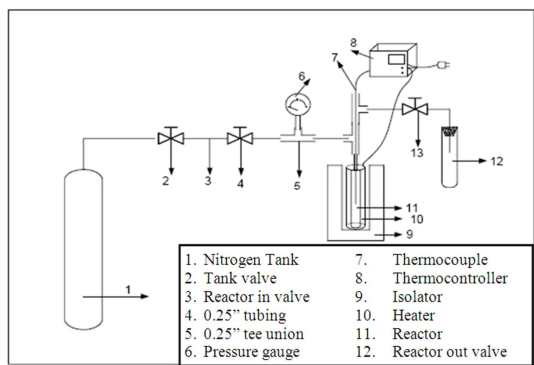 8
7
6
2
3
4
5
13
12
11
10
9
1
1. Nitrogen Tank
2. Tank valve
3. Reactor in valve
4. 0.25” tubing
5. 0.25” tee union
6. Pressure gauge
7. Thermocouple
8. Thermocontroller
9. Isolator
10. Heater
11. Reactor
12. Reactor out valve